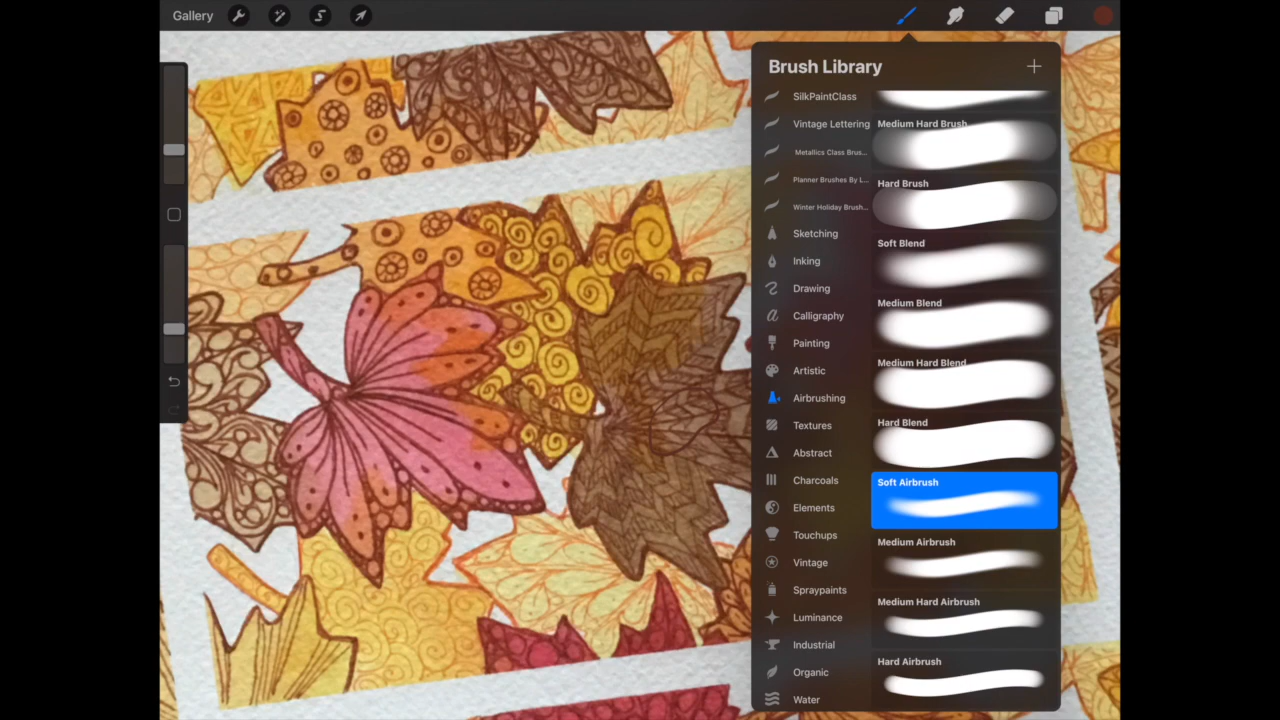 Gallery
Brush Library
SilkPaintClass
Vintage Lettering
Metallics Class Brus...
Planner Brushes By L...
Winter Holiday Brush...
Sketching
Inking
Drawing
Calligraphy
Painting
Artistic
Airbrushing
Textures
Abstract
Charcoals
Elements
Touchups
Vintage
Spraypaints
Luminance
Industrial
Organic
Water
Medium Hard Brush
Hard Brush
Soft Blend
Medium Blend
Medium Hard Blend
Hard Blend
Soft Airbrush
Medium Airbrush
Medium Hard Airbrush
Hard Airbrush